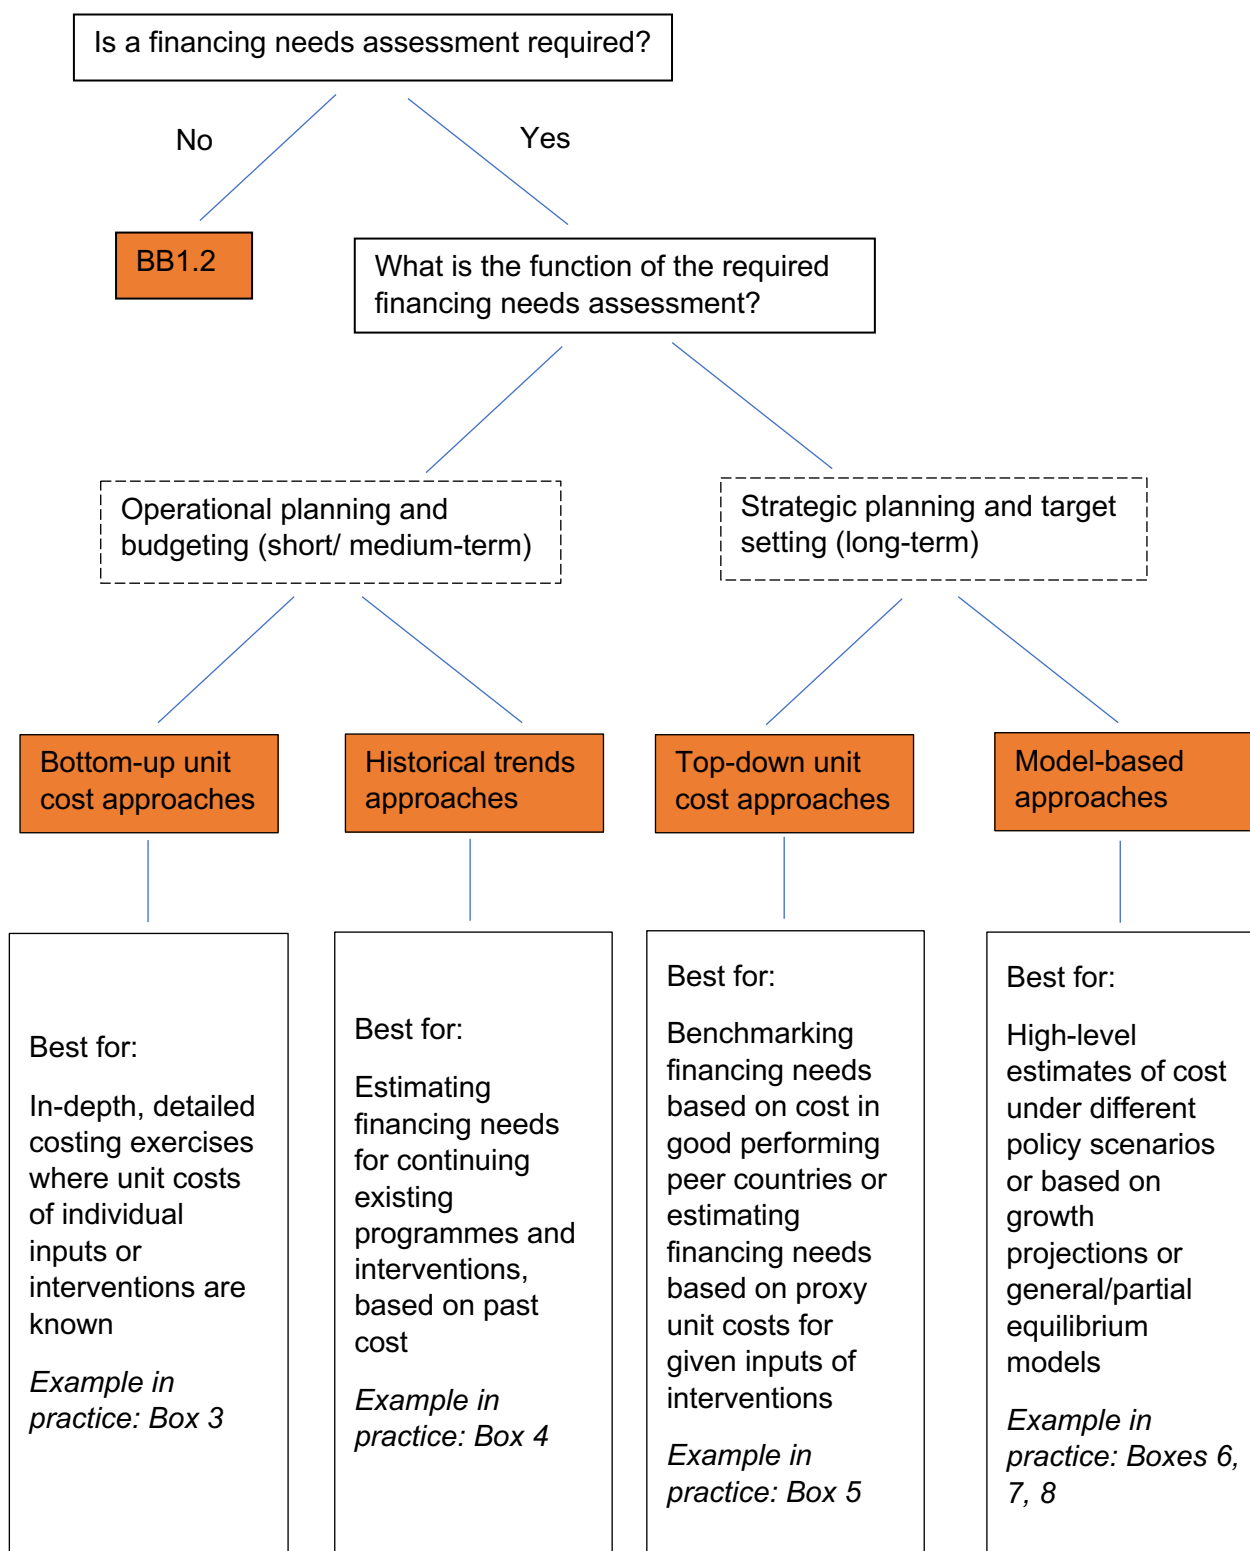 Is a financing needs assessment required?
No
Yes
BB1.2
What is the function of the required
financing needs assessment?
Operational planning and
budgeting (short/ medium-term)
Strategic planning and target
setting (long-term)
Bottom-up unit
cost approaches
Historical trends
approaches
Top-down unit
cost approaches
Model-based
approaches
Best for:
In-depth, detailed
costing exercises
where unit costs
of individual
inputs or
interventions are
known
Example in
practice: Box 3
Best for:
Estimating
financing needs
for continuing
existing
programmes and
interventions,
based on past
cost
Example in
practice: Box 4
Best for:
Benchmarking
financing needs
based on cost in
good performing
peer countries or
estimating
financing needs
based on proxy
unit costs for
given inputs of
interventions
Example in
practice: Box 5
Best for:
High-level
estimates of cost
under different
policy scenarios
or based on
growth
projections or
general/partial
equilibrium
models
Example in
practice: Boxes 6,
7, 8